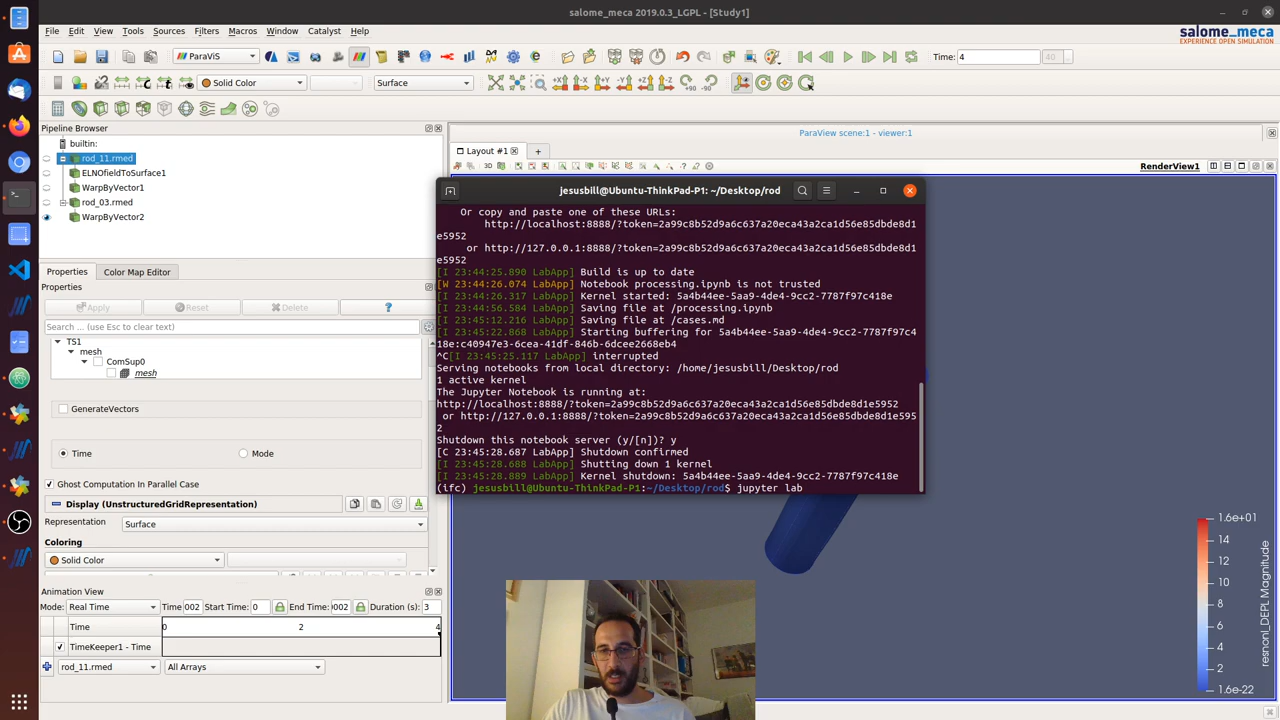 salome_meca 2019.0.3_LGPL - [Study1]
File Edit View Tools Sources Filters Macros Window Catalyst Help
salome_meca
EXPERIENCE OPEN SIMULATION
ParaViS
Time: 4 40
Solid Color
Surface
+X -X +Y -Y +Z -Z +90 -90
Pipeline Browser
builtin:
rod_11.rmed
ELNOfieldToSurface1
WarpByVector1
rod_03.rmed
WarpByVector2
ParaView scene:1 - viewer:1
Layout #1
+
3D
RenderView1
jesusbill@Ubuntu-ThinkPad-P1: ~/Desktop/rod
Or copy and paste one of these URLs:
http://localhost:8888/?token=2a99c8b52d9a6c637a20eca43a2ca1d56e85dbde8d1
e5952
or http://127.0.0.1:8888/?token=2a99c8b52d9a6c637a20eca43a2ca1d56e85dbde8d1
e5952
[I 23:44:25.890 LabApp] Build is up to date
[W 23:44:26.074 LabApp] Notebook processing.ipynb is not trusted
[I 23:44:26.317 LabApp] Kernel started: 5a4b44ee-5aa9-4de4-9cc2-7787f97c418e
[I 23:44:56.584 LabApp] Saving file at /processing.ipynb
[I 23:45:12.216 LabApp] Saving file at /cases.md
[I 23:45:22.868 LabApp] Starting buffering for 5a4b44ee-5aa9-4de4-9cc2-7787f97c4
18e:c40947e3-6cea-41df-846b-6dcee2668eb4
^C[I 23:45:25.117 LabApp] interrupted
Serving notebooks from local directory: /home/jesusbill/Desktop/rod
1 active kernel
The Jupyter Notebook is running at:
http://localhost:8888/?token=2a99c8b52d9a6c637a20eca43a2ca1d56e85dbde8d1e5952
or http://127.0.0.1:8888/?token=2a99c8b52d9a6c637a20eca43a2ca1d56e85dbde8d1e595
2
Shutdown this notebook server (y/[n])? y
[C 23:45:28.687 LabApp] Shutdown confirmed
[I 23:45:28.688 LabApp] Shutting down 1 kernel
[I 23:45:28.889 LabApp] Kernel shutdown: 5a4b44ee-5aa9-4de4-9cc2-7787f97c418e
(ifc) jesusbill@Ubuntu-ThinkPad-P1:~/Desktop/rod$ jupyter lab
Properties Color Map Editor
Properties
Apply Reset Delete ?
Search ... (use Esc to clear text)
TS1
mesh
ComSup0
mesh
GenerateVectors
Time Mode
Ghost Computation In Parallel Case
Display (UnstructuredGridRepresentation)
Representation Surface
Coloring
Solid Color
Animation View
Mode: Real Time Time 002 Start Time: 0 End Time: 002 Duration (s): 3
Time 0 2 4
TimeKeeper1 - Time
rod_11.rmed All Arrays
1.6e+01
14
12
10
8
6
4
2
1.6e-22
resnonl_DEPL Magnitude